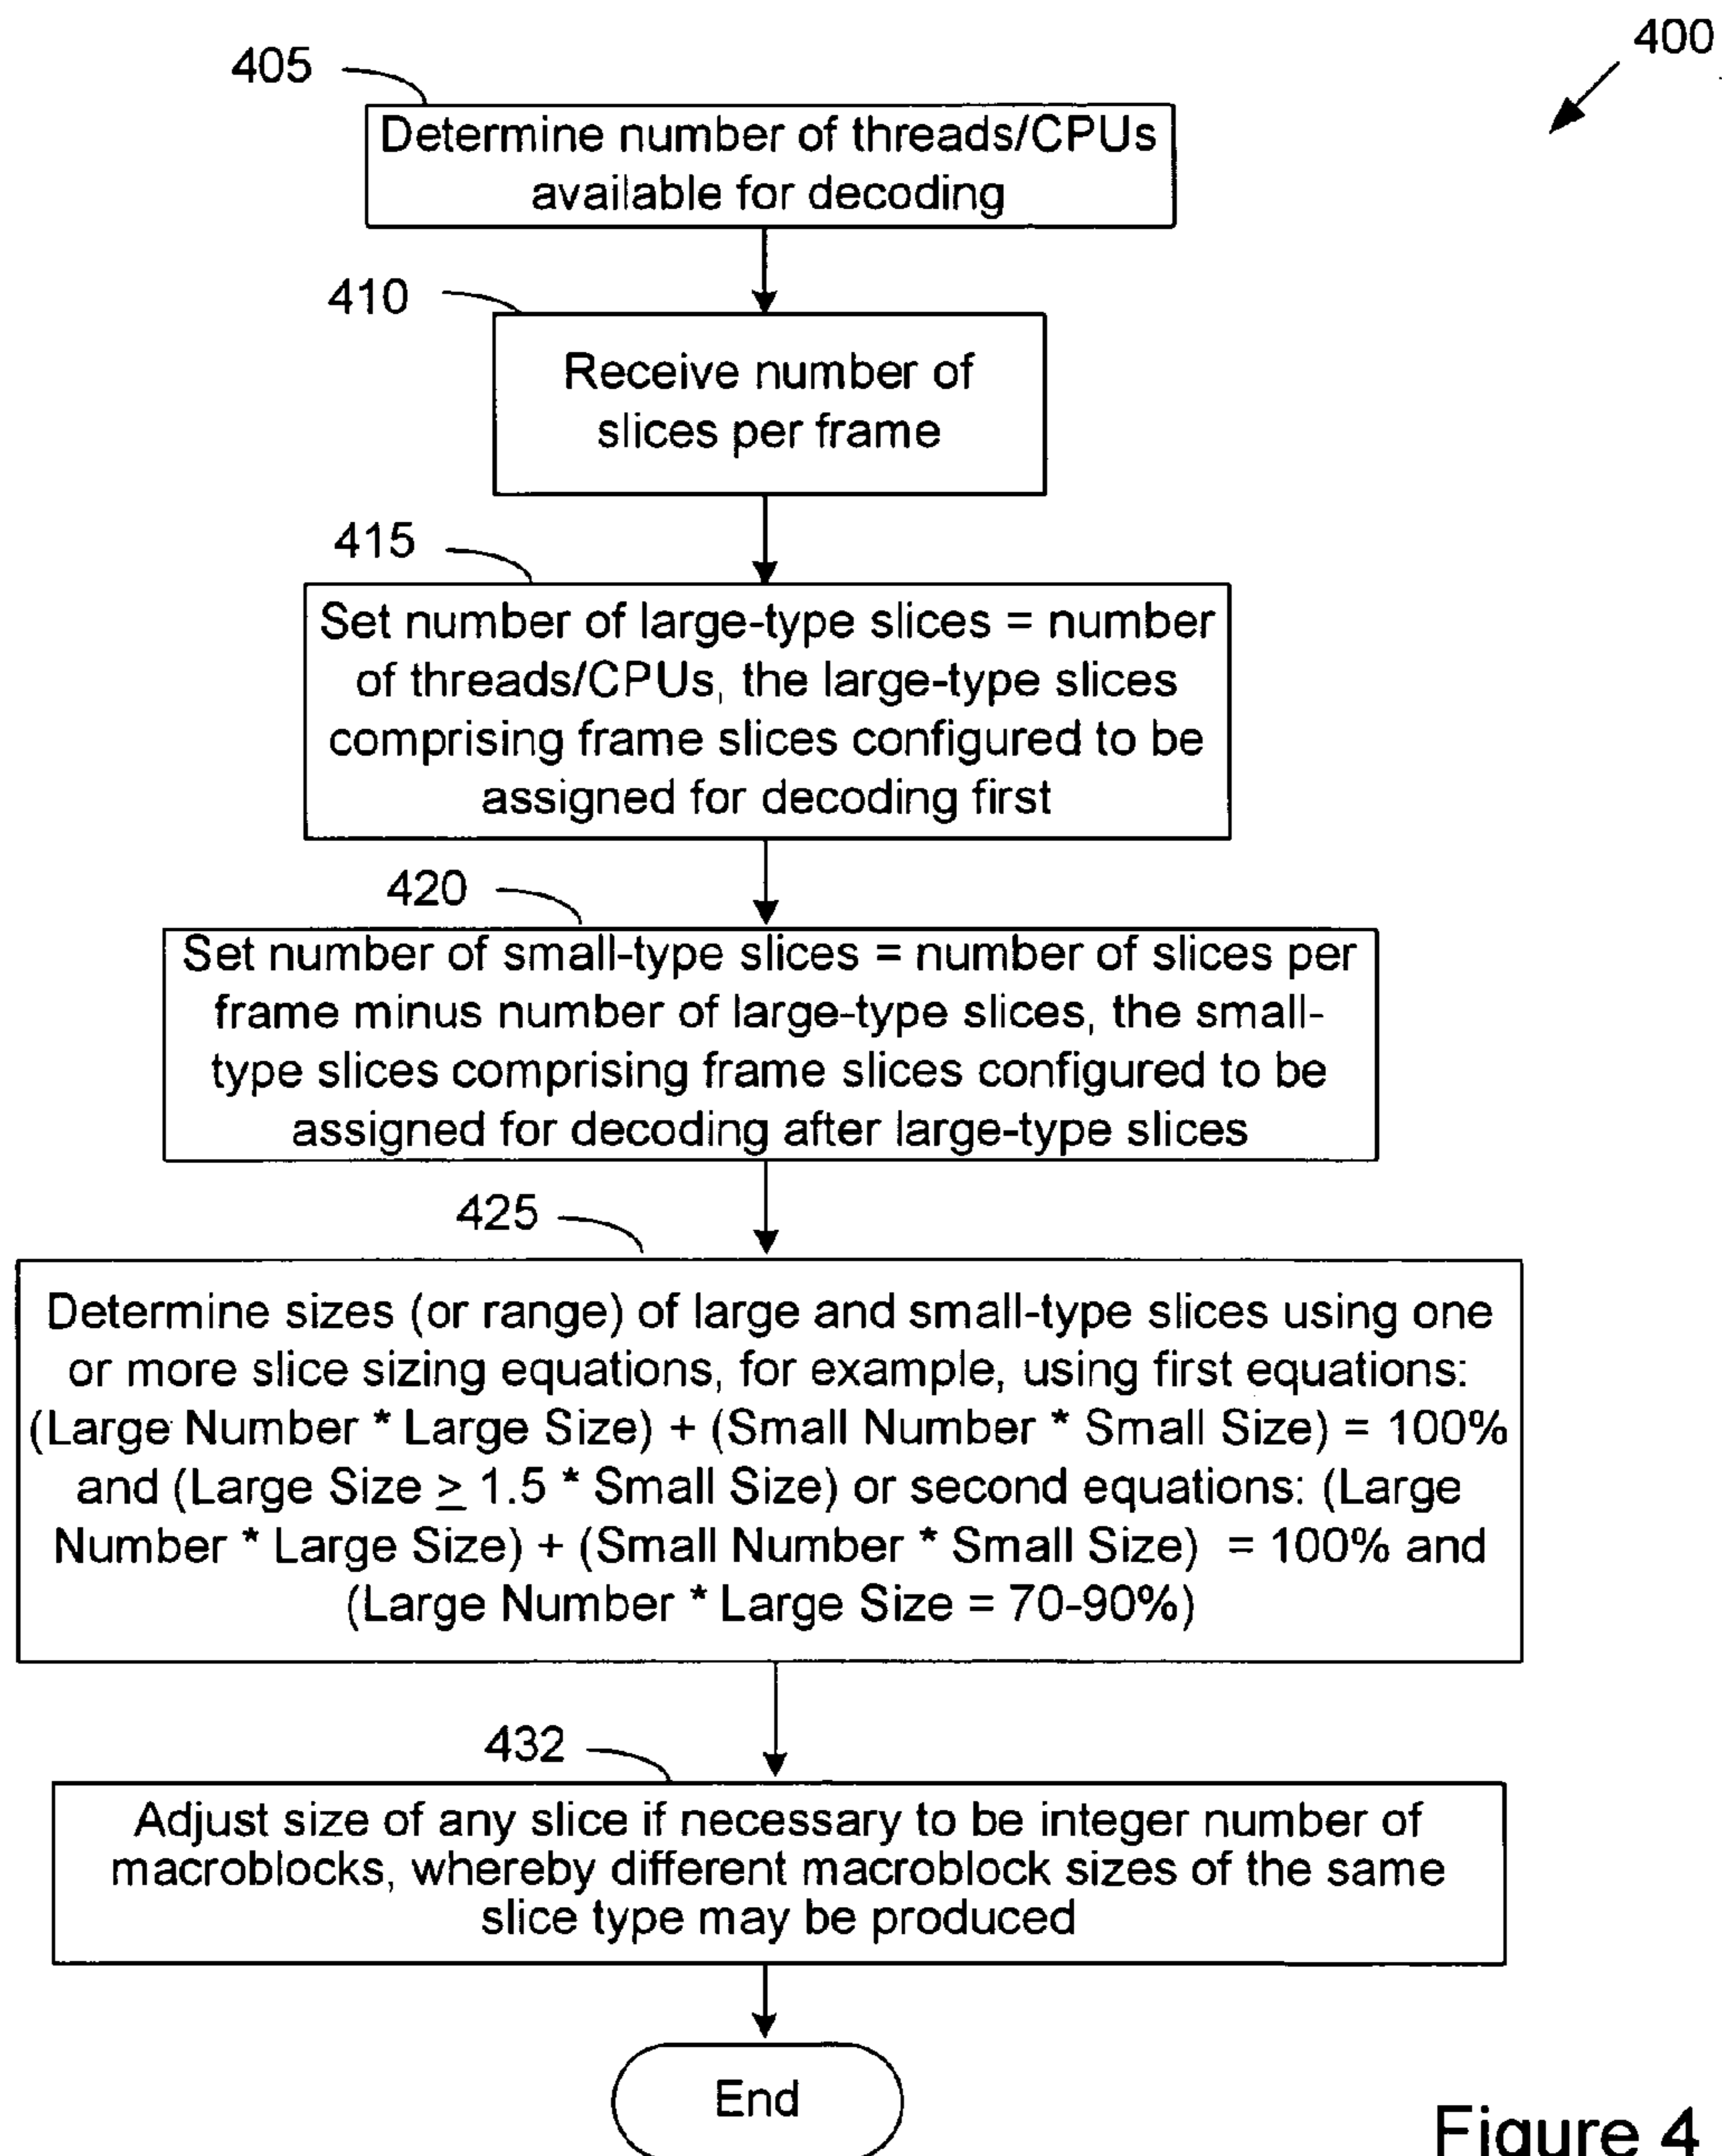 400
405
Determine number of threads/CPUs
available for decoding
410
Receive number of
slices per frame
415
Set number of large-type slices = number
of threads/CPUs, the large-type slices
comprising frame slices configured to be
assigned for decoding first
420
Set number of small-type slices = number of slices per
frame minus number of large-type slices, the small-
type slices comprising frame slices configured to be
assigned for decoding after large-type slices
425
Determine sizes (or range) of large and small-type slices using one
or more slice sizing equations, for example, using first equations:
(Large Number * Large Size) + (Small Number * Small Size) = 100%
and (Large Size ≥ 1.5 * Small Size) or second equations: (Large
Number * Large Size) + (Small Number * Small Size) = 100% and
(Large Number * Large Size = 70-90%)
432
Adjust size of any slice if necessary to be integer number of
macroblocks, whereby different macroblock sizes of the same
slice type may be produced
End
Figure 4